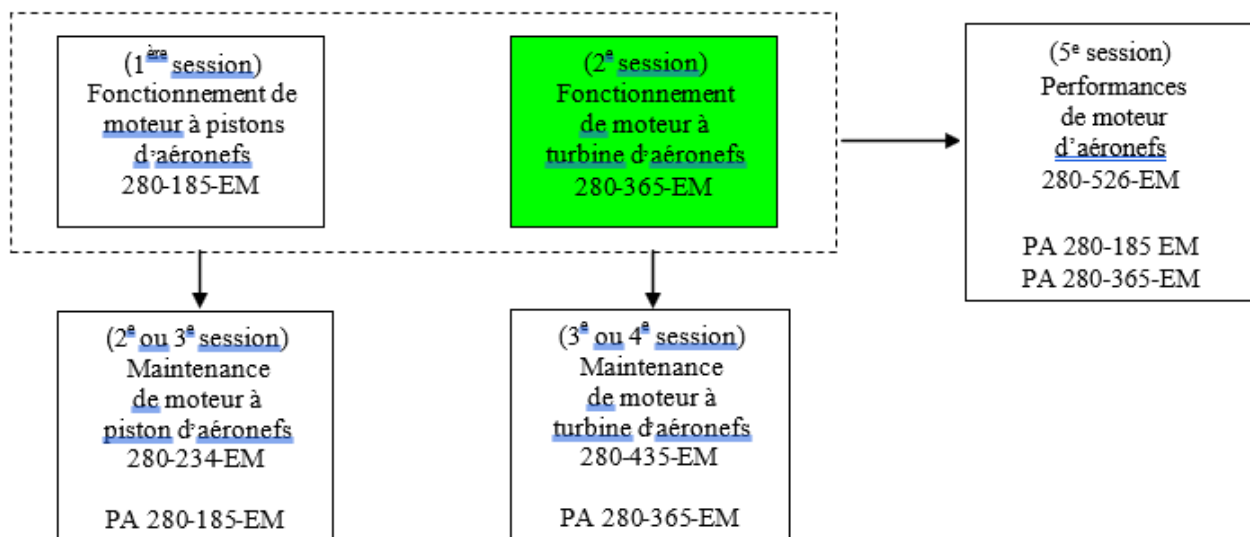 (1ère session)
Fonctionnement de
moteur à pistons
d'aéronefs
280-185-EM
(2e session)
Fonctionnement
de moteur à
turbine d'aéronefs
280-365-EM
(5e session)
Performances
de moteur
d'aéronefs
280-526-EM
PA 280-185 EM
PA 280-365-EM
(2e ou 3e session)
Maintenance
de moteur à
piston d'aéronefs
280-234-EM
PA 280-185-EM
(3e ou 4e session)
Maintenance
de moteur à
turbine d'aéronefs
280-435-EM
PA 280-365-EM